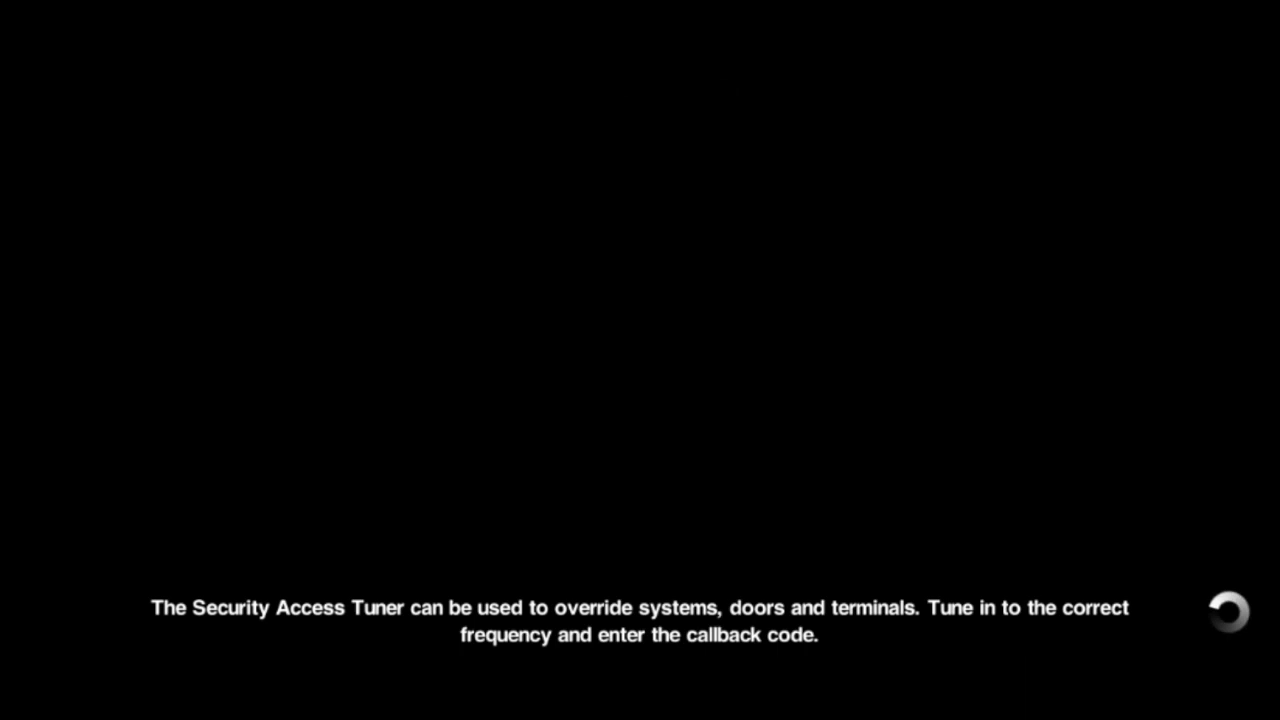 The Security Access Tuner can be used to override systems, doors and terminals. Tune in to the correct
frequency and enter the callback code.